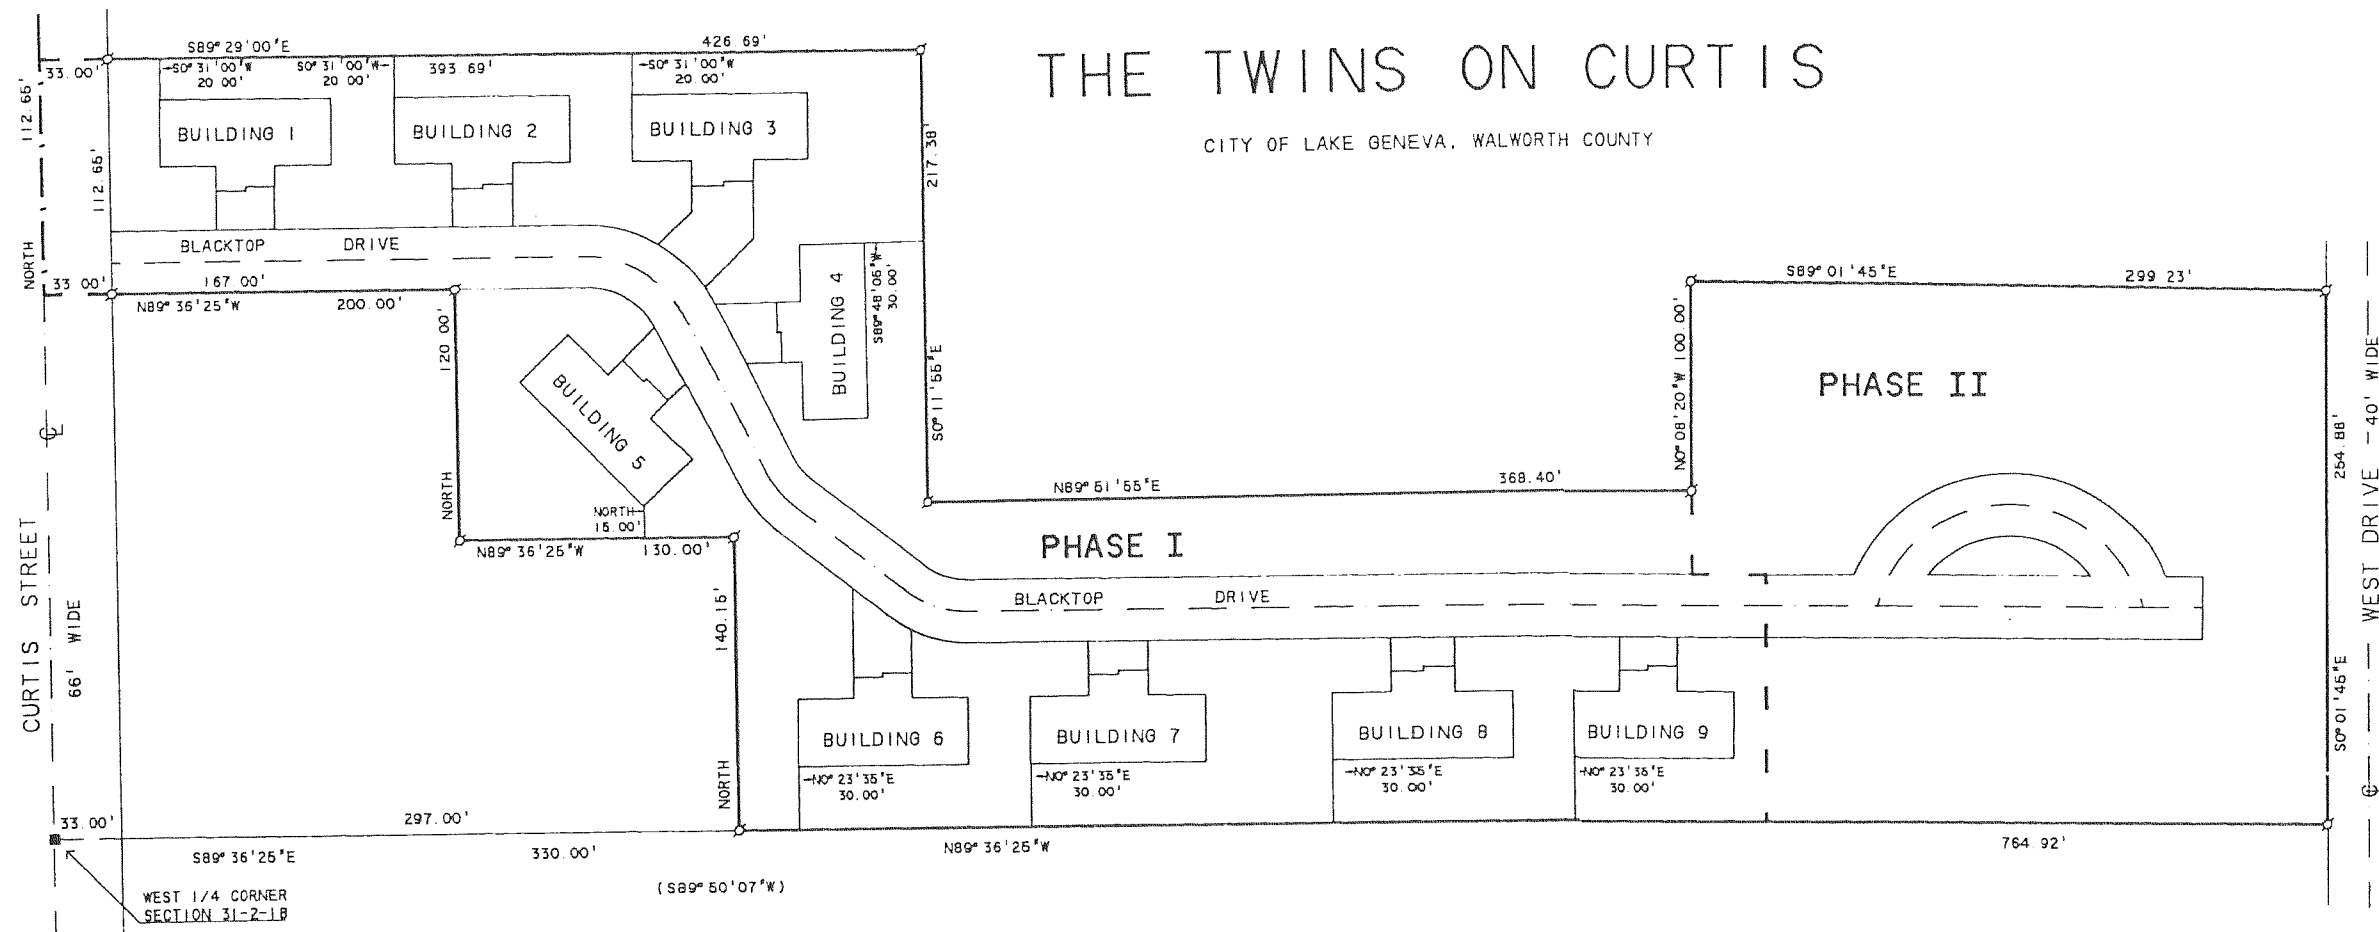 THE TWINS ON CURTIS
CITY OF LAKE GENEVA, WALWORTH COUNTY
S89° 29'00"E
426.69'
33.00'
S0° 31'00"W
20.00'
S0° 31'00"W
20.00'
393.69'
S0° 31'00"W
20.00'
112.65'
112.65'
BUILDING 1
BUILDING 2
BUILDING 3
217.38'
NORTH
BLACKTOP DRIVE
33.00'
167.00'
N89° 36'25"W
200.00'
BUILDING 4
S89° 48'05"W
30.00'
S89° 01'45"E
299.23'
120.00'
BUILDING 5
S0° 11'55"E
N0° 08'20"W 100.00'
PHASE II
254.88'
WEST DRIVE - 40' WIDE
NORTH
NORTH
15.00'
N89° 51'55"E
368.40'
N89° 36'25"W
130.00'
PHASE I
CURTIS STREET
66' WIDE
140.15'
BLACKTOP DRIVE
NORTH
BUILDING 6
BUILDING 7
BUILDING 8
BUILDING 9
S0° 01'45"E
N0° 23'35"E
30.00'
N0° 23'35"E
30.00'
N0° 23'35"E
30.00'
N0° 23'35"E
30.00'
33.00'
297.00'
S89° 36'25"E
330.00'
N89° 36'25"W
764.92'
(S89° 50'07"W)
WEST 1/4 CORNER
SECTION 31-2-18